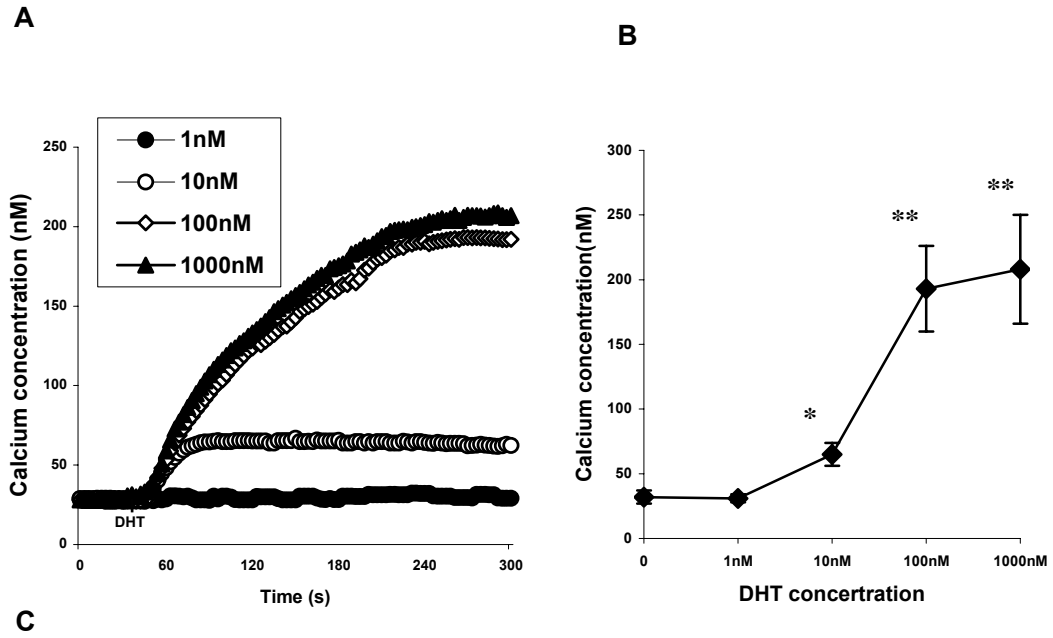 A
1nM
10nM
100nM
1000nM
Calcium concentration (nM)
250
200
150
100
50
0
DHT
0 60 120 180 240 300
Time (s)
B
Calcium concentration(nM)
300
250
200
150
100
50
0
*
**
**
0 1nM 10nM 100nM 1000nM
DHT concertration
C